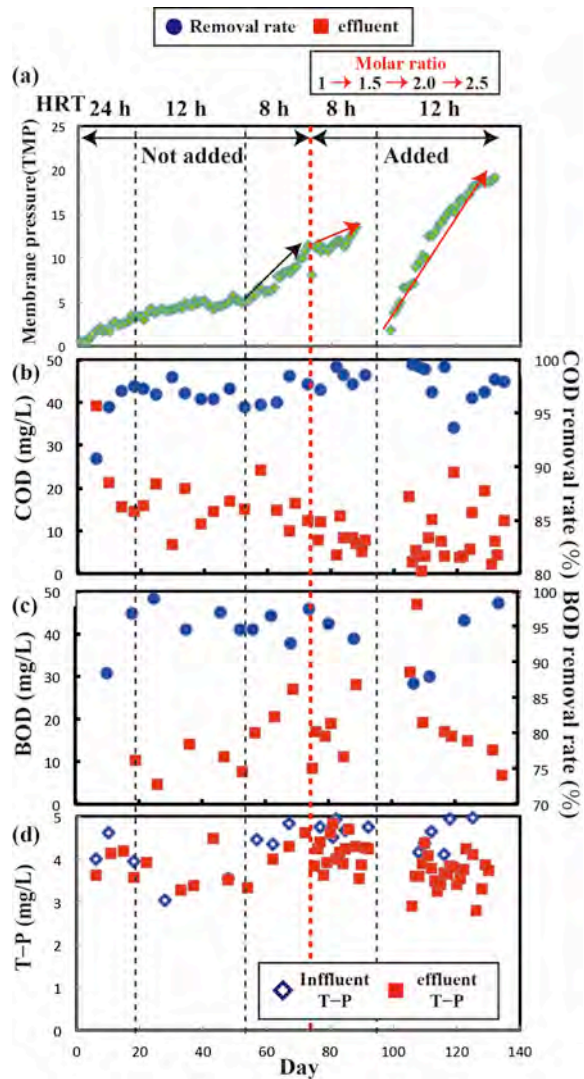 Removal rate effluent
Molar ratio
1 → 1.5 → 2.0 → 2.5
(a)
HRT 24 h 12 h 8 h 8 h 12 h
Not added Added
Membrane pressure(TMP)
25
20
15
10
5
0
(b)
COD (mg/L)
50
40
30
20
10
0
COD removal rate (%)
100
95
90
85
80
(c)
BOD (mg/L)
50
40
30
20
10
0
BOD removal rate (%)
100
95
90
85
80
75
70
(d)
T-P (mg/L)
5
4
3
2
1
0
Inffluent T-P
effluent T-P
0 20 40 60 80 100 120 140
Day